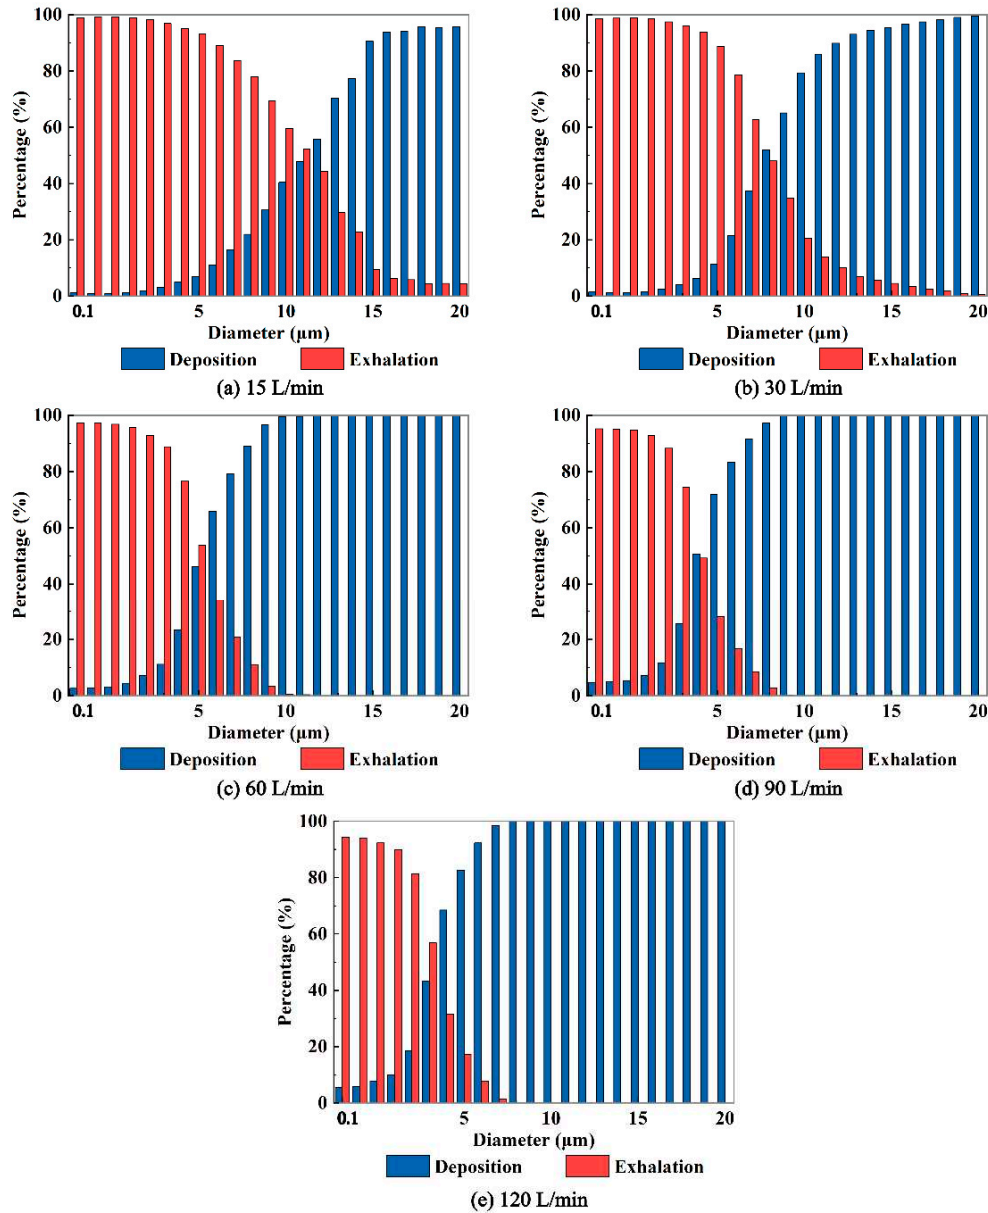 100
80
60
40
20
0
Percentage (%)
0.1 5 10 15 20
Diameter (μm)
Deposition Exhalation
(a) 15 L/min
100
80
60
40
20
0
Percentage (%)
0.1 5 10 15 20
Diameter (μm)
Deposition Exhalation
(b) 30 L/min
100
80
60
40
20
0
Percentage (%)
0.1 5 10 15 20
Diameter (μm)
Deposition Exhalation
(c) 60 L/min
100
80
60
40
20
0
Percentage (%)
0.1 5 10 15 20
Diameter (μm)
Deposition Exhalation
(d) 90 L/min
100
80
60
40
20
0
Percentage (%)
0.1 5 10 15 20
Diameter (μm)
Deposition Exhalation
(e) 120 L/min